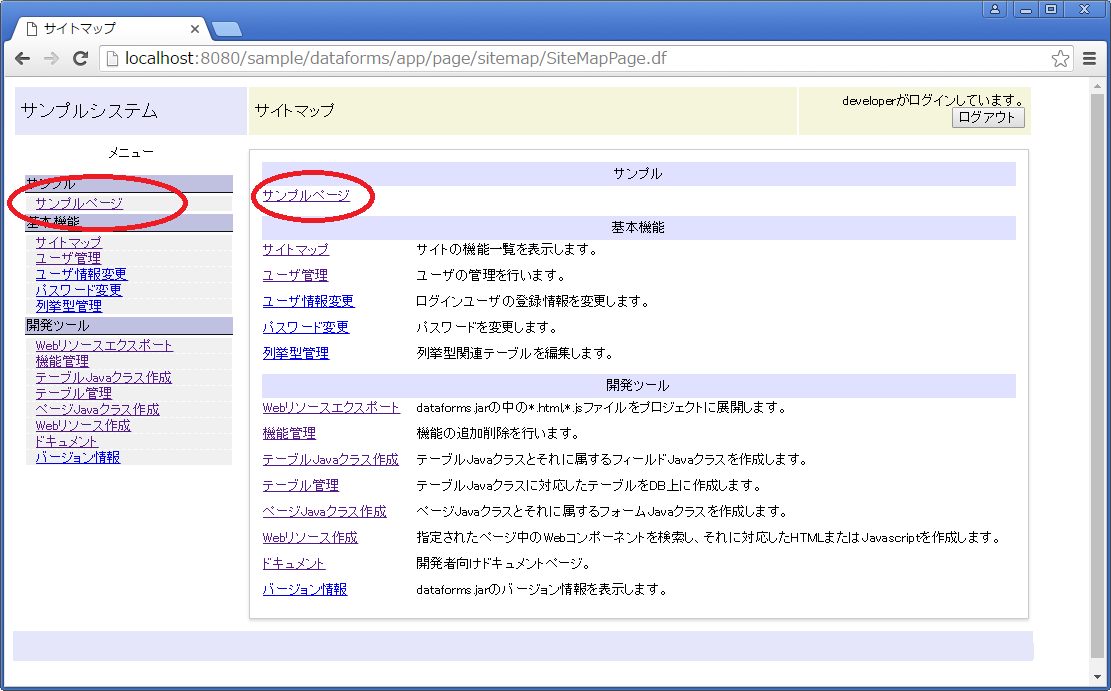 サイトマップ
localhost:8080/sample/dataforms/app/page/sitemap/SiteMapPage.df
サンプルシステム
サイトマップ
developerがログインしています。
ログアウト
メニュー
サンプル
サンプルページ
基本機能
サイトマップ
ユーザ管理
ユーザ情報変更
パスワード変更
列挙型管理
開発ツール
Webリソースエクスポート
機能管理
テーブルJavaクラス作成
テーブル管理
ページJavaクラス作成
Webリソース作成
ドキュメント
バージョン情報
サンプル
サンプルページ
基本機能
サイトマップ サイトの機能一覧を表示します。
ユーザ管理 ユーザの管理を行います。
ユーザ情報変更 ログインユーザの登録情報を変更します。
パスワード変更 パスワードを変更します。
列挙型管理 列挙型関連テーブルを編集します。
開発ツール
Webリソースエクスポート dataforms.jarの中の*.html,*.jsファイルをプロジェクトに展開します。
機能管理 機能の追加削除を行います。
テーブルJavaクラス作成 テーブルJavaクラスとそれに属するフィールドJavaクラスを作成します。
テーブル管理 テーブルJavaクラスに対応したテーブルをDB上に作成します。
ページJavaクラス作成 ページJavaクラスとそれに属するフォームJavaクラスを作成します。
Webリソース作成 指定されたページ中のWebコンポーネントを検索し、それに対応したHTMLまたはJavascriptを作成します。
ドキュメント 開発者向けドキュメントページ。
バージョン情報 dataforms.jarのバージョン情報を表示します。